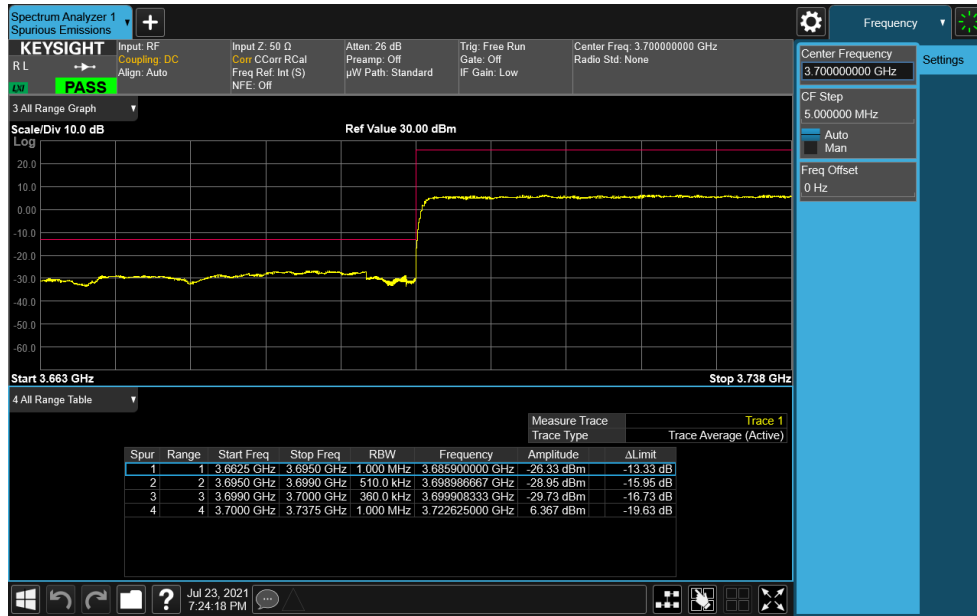 Spectrum Analyzer 1
Spurious Emissions
Frequency
KEYSIGHT
R L
LXI
PASS
Input: RF
Coupling: DC
Align: Auto
Input Z: 50 Ω
Corr CCorr RCal
Freq Ref: Int (S)
NFE: Off
Atten: 26 dB
Preamp: Off
µW Path: Standard
Trig: Free Run
Gate: Off
IF Gain: Low
Center Freq: 3.700000000 GHz
Radio Std: None
Center Frequency
3.700000000 GHz
Settings
CF Step
5.000000 MHz
Auto
Man
Freq Offset
0 Hz
3 All Range Graph
Scale/Div 10.0 dB
Ref Value 30.00 dBm
Log
20.0
10.0
0.00
-10.0
-20.0
-30.0
-40.0
-50.0
-60.0
Start 3.663 GHz
Stop 3.738 GHz
4 All Range Table
Measure Trace Trace 1
Trace Type Trace Average (Active)
Spur Range Start Freq Stop Freq RBW Frequency Amplitude ΔLimit
1 1 3.6625 GHz 3.6950 GHz 1.000 MHz 3.685900000 GHz -26.33 dBm -13.33 dB
2 2 3.6950 GHz 3.6990 GHz 510.0 kHz 3.698986667 GHz -28.95 dBm -15.95 dB
3 3 3.6990 GHz 3.7000 GHz 360.0 kHz 3.699908333 GHz -29.73 dBm -16.73 dB
4 4 3.7000 GHz 3.7375 GHz 1.000 MHz 3.722625000 GHz 6.367 dBm -19.63 dB
Jul 23, 2021
7:24:18 PM